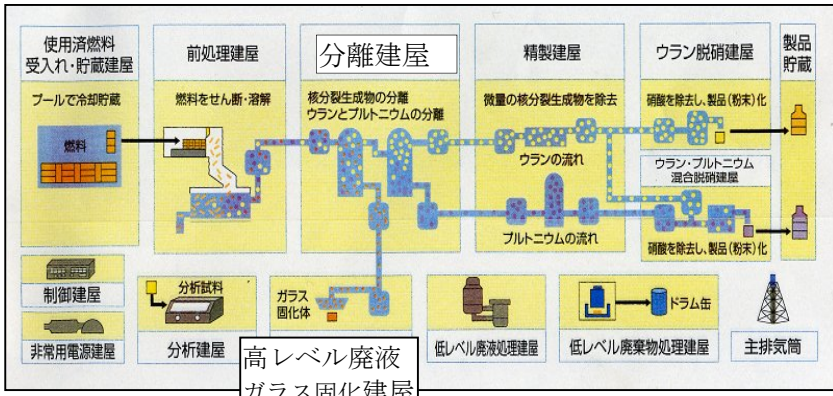 使用済燃料
受入れ・貯蔵建屋
プールで冷却貯蔵
燃料
前処理建屋
燃料をせん断・溶解
分離建屋
核分裂生成物の分離
ウランとプルトニウムの分離
精製建屋
微量の核分裂生成物を除去
ウランの流れ
プルトニウムの流れ
ウラン脱硝建屋
硝酸を除去し、製品(粉末)化
ウラン・プルトニウム
混合脱硝建屋
硝酸を除去し、製品(粉末)化
製品
貯蔵
制御建屋
非常用電源建屋
分析試料
分析建屋
ガラス
固化体
高レベル廃液
ガラス固化建屋
低レベル廃液処理建屋
ドラム缶
低レベル廃棄物処理建屋
主排気筒